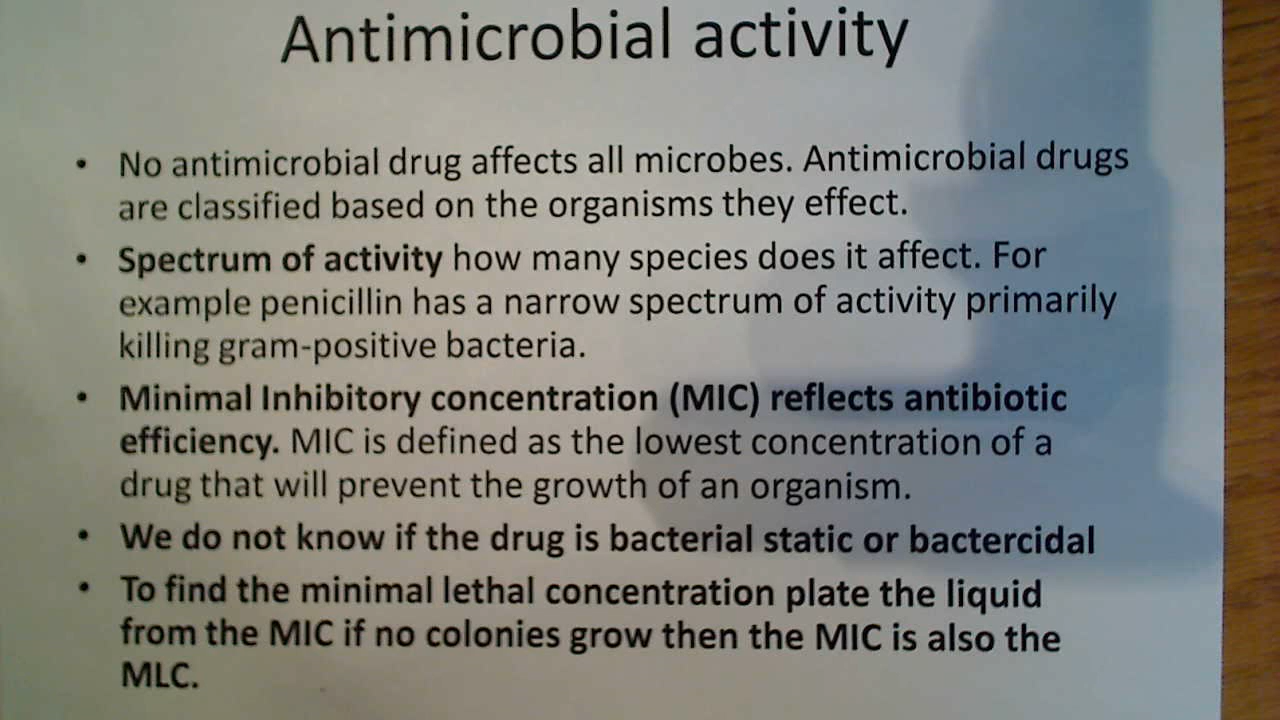 Antimicrobial activity
• No antimicrobial drug affects all microbes. Antimicrobial drugs
are classified based on the organisms they effect.
• Spectrum of activity how many species does it affect. For
example penicillin has a narrow spectrum of activity primarily
killing gram-positive bacteria.
• Minimal Inhibitory concentration (MIC) reflects antibiotic
efficiency. MIC is defined as the lowest concentration of a
drug that will prevent the growth of an organism.
• We do not know if the drug is bacterial static or bactercidal
• To find the minimal lethal concentration plate the liquid
from the MIC if no colonies grow then the MIC is also the
MLC.